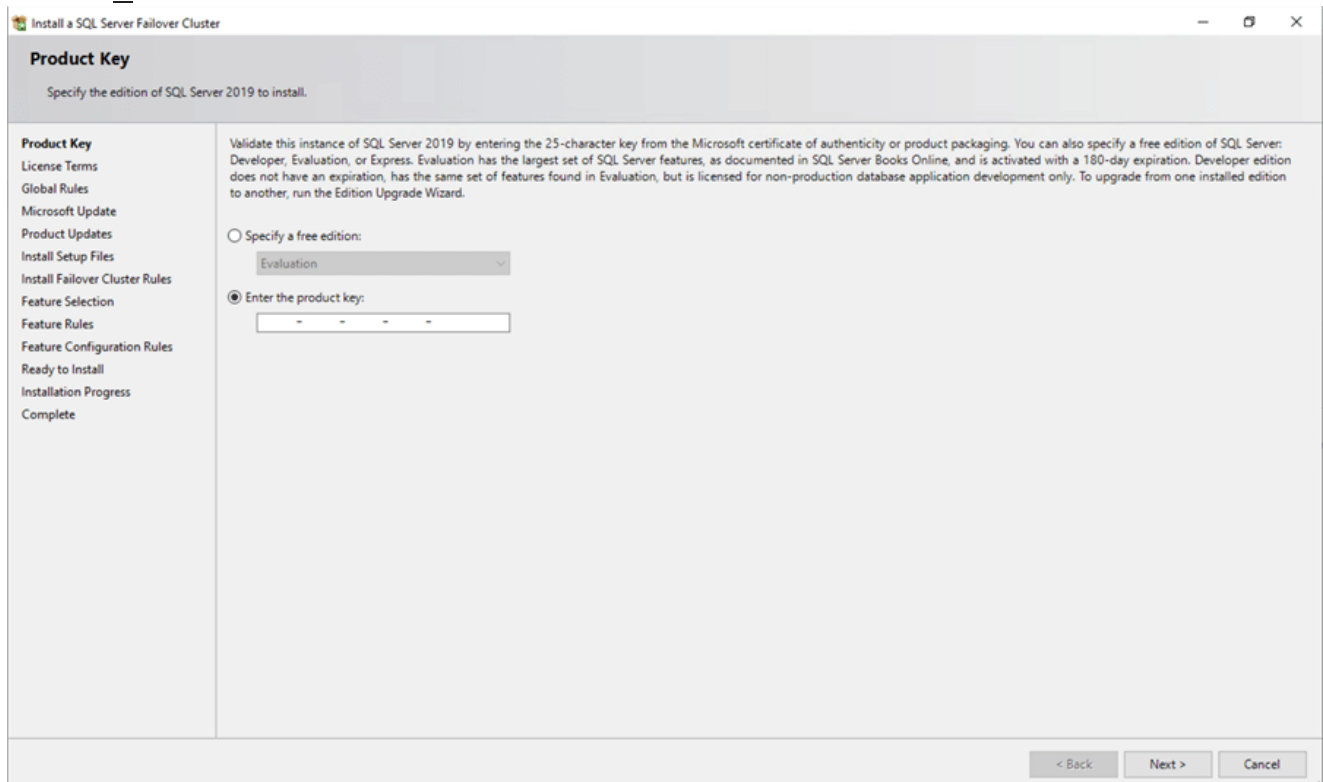 Install a SQL Server Failover Cluster
Product Key
Specify the edition of SQL Server 2019 to install.
Product Key
License Terms
Global Rules
Microsoft Update
Product Updates
Install Setup Files
Install Failover Cluster Rules
Feature Selection
Feature Rules
Feature Configuration Rules
Ready to Install
Installation Progress
Complete
Validate this instance of SQL Server 2019 by entering the 25-character key from the Microsoft certificate of authenticity or product packaging. You can also specify a free edition of SQL Server:
Developer, Evaluation, or Express. Evaluation has the largest set of SQL Server features, as documented in SQL Server Books Online, and is activated with a 180-day expiration. Developer edition
does not have an expiration, has the same set of features found in Evaluation, but is licensed for non-production database application development only. To upgrade from one installed edition
to another, run the Edition Upgrade Wizard.
Specify a free edition:
Evaluation
Enter the product key:
- - - -
< Back Next > Cancel